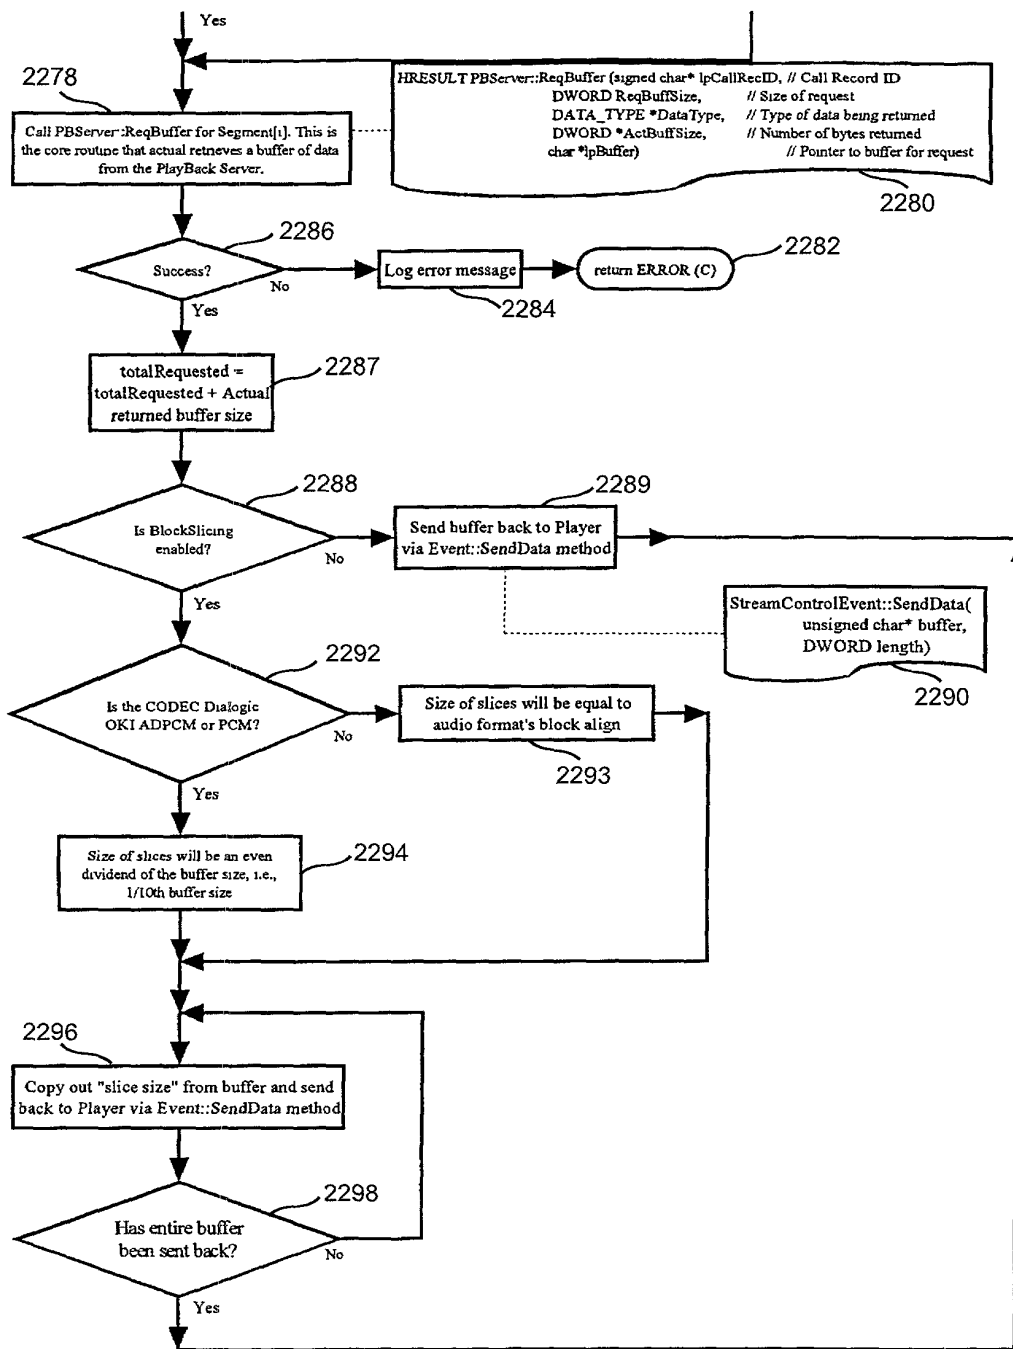 Yes
2278
HRESULT PBServer::ReqBuffer (signed char* lpCallRecID, // Call Record ID
DWORD ReqBuffSize, // Size of request
DATA_TYPE *DataType, // Type of data being returned
DWORD *ActBuffSize, // Number of bytes returned
char *lpBuffer) // Pointer to buffer for request
2280
Call PBServer::ReqBuffer for Segment[i]. This is
the core routine that actual retrieves a buffer of data
from the PlayBack Server.
2286
Success?
No
Yes
Log error message
2284
return ERROR (C)
2282
totalRequested =
totalRequested + Actual
returned buffer size
2287
2288
Is BlockSlicing
enabled?
No
Yes
2289
Send buffer back to Player
via Event::SendData method
StreamControlEvent::SendData(
unsigned char* buffer,
DWORD length)
2290
2292
Is the CODEC Dialogic
OKI ADPCM or PCM?
No
Yes
Size of slices will be equal to
audio format's block align
2293
Size of slices will be an even
dividend of the buffer size, i.e.,
1/10th buffer size
2294
2296
Copy out "slice size" from buffer and send
back to Player via Event::SendData method
2298
Has entire buffer
been sent back?
No
Yes